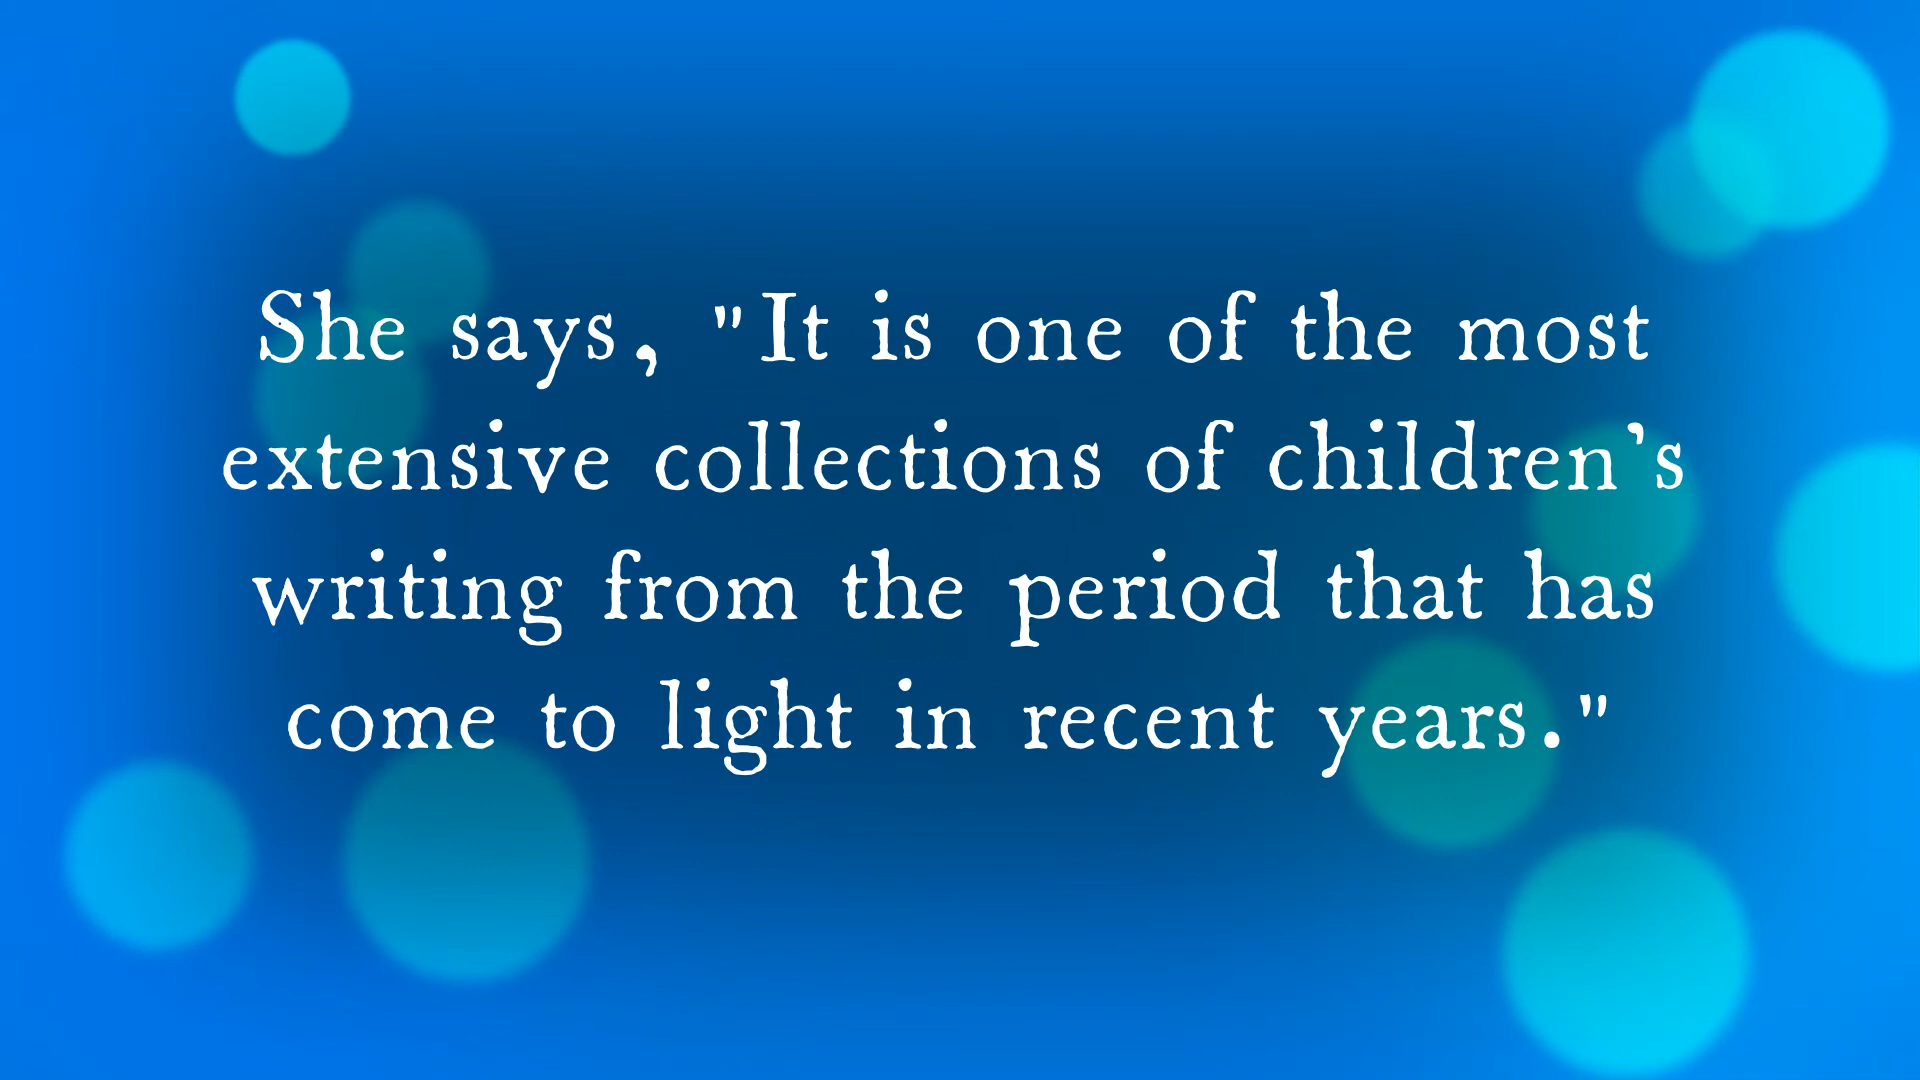 She says, "It is one of the most
extensive collections of children’s
writing from the period that has
come to light in recent years."